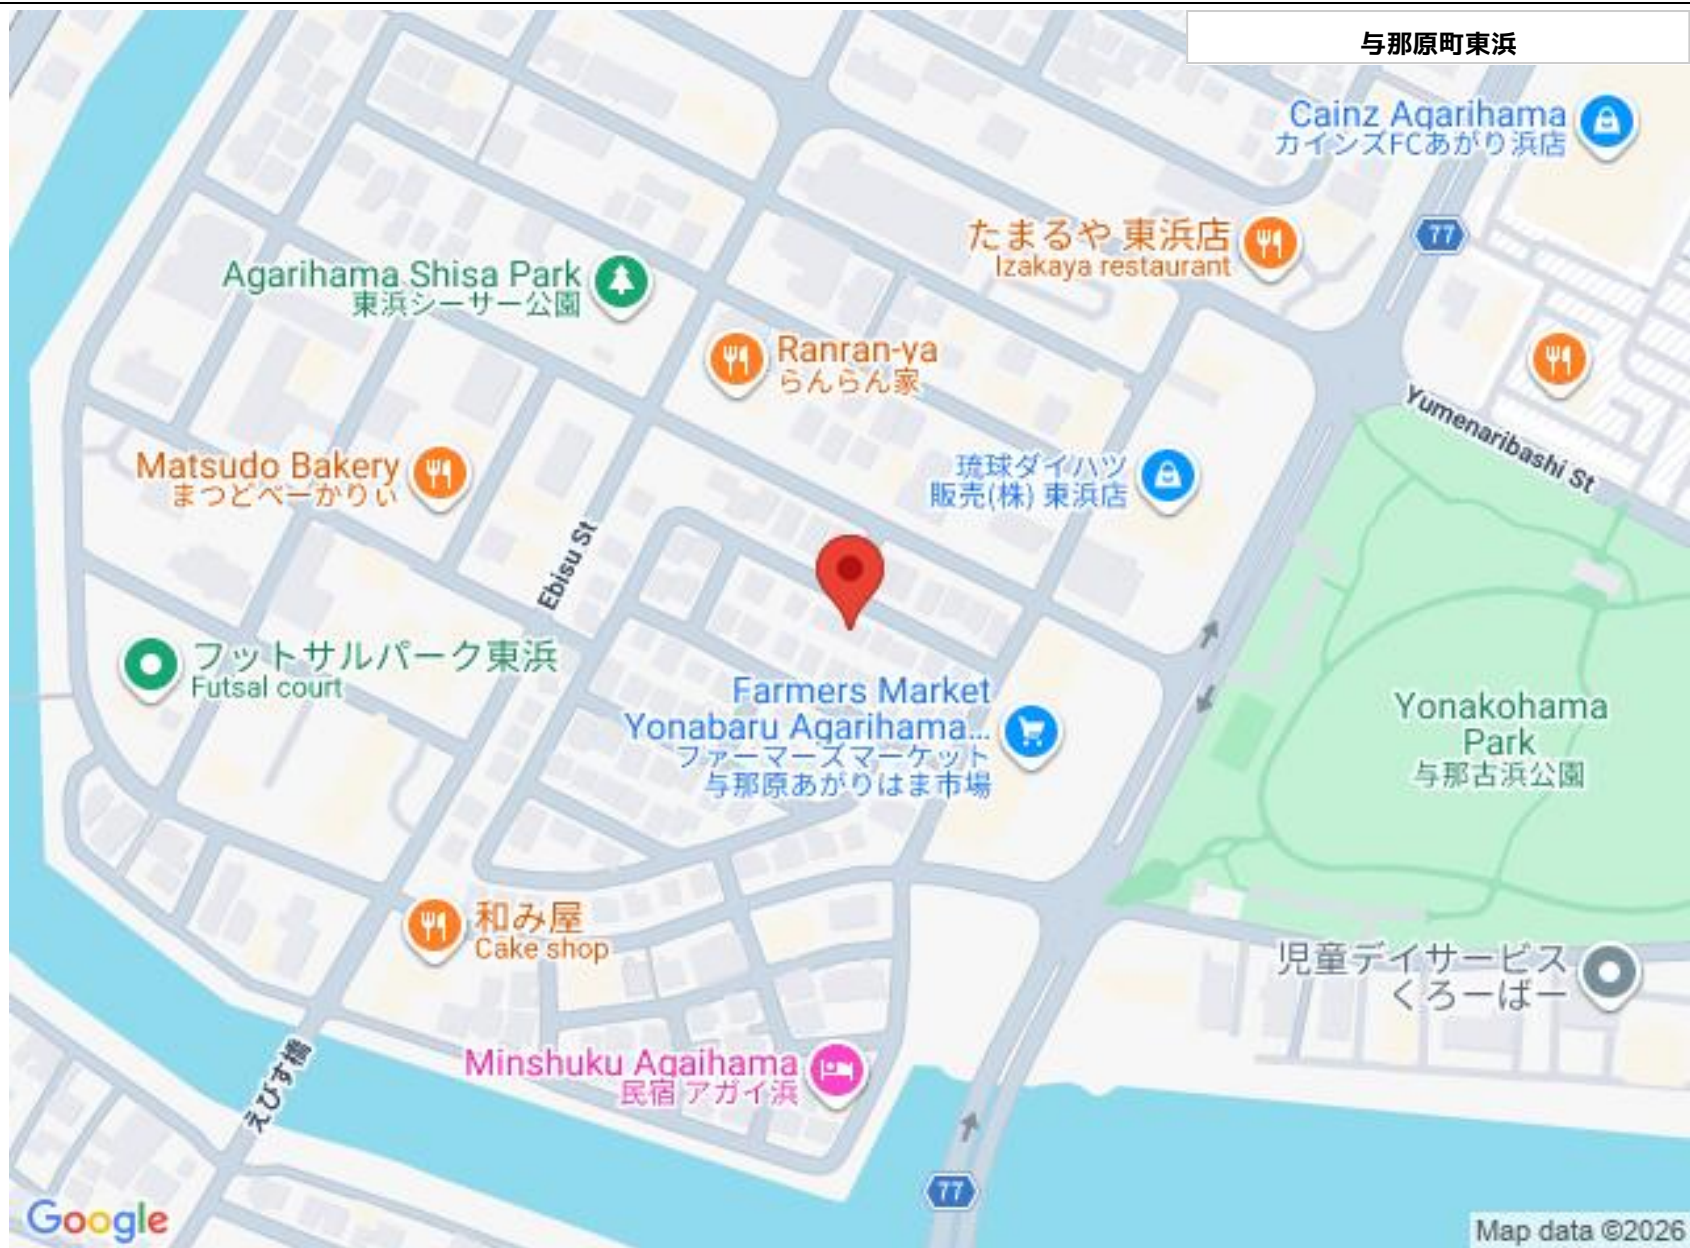 与那原町東浜
Cainz Agarihama
カインズFCあがり浜店
たまるや 東浜店
Izakaya restaurant
77
Agarihama Shisa Park
東浜シーサー公園
Ranran-ya
らんらん家
Yumenaribashi St
Matsudo Bakery
まつどべーかりぃ
琉球ダイハツ
販売(株) 東浜店
Ebisu St
フットサルパーク東浜
Futsal court
Farmers Market
Yonabaru Agarihama...
ファーマーズマーケット
与那原あがりはま市場
Yonakohama
Park
与那古浜公園
和み屋
Cake shop
児童デイサービス
くろーばー
Minshuku Agaihama
民宿 アガイ浜
えびす橋
77
Google
Map data ©2026